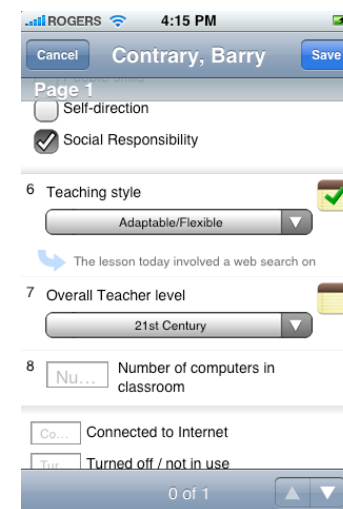 ROGERS 4:15 PM
Cancel Contrary, Barry Save
Page 1
Self-direction
Social Responsibility
6 Teaching style
Adaptable/Flexible
The lesson today involved a web search on
7 Overall Teacher level
21st Century
8 Nu... Number of computers in
classroom
Co... Connected to Internet
Tur... Turned off / not in use
0 of 1